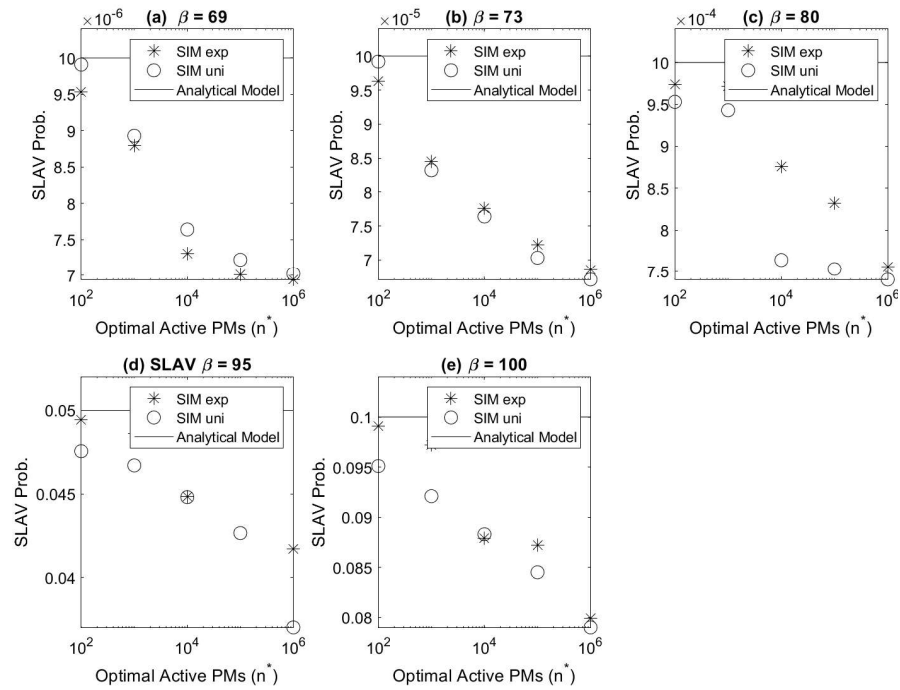 (a) β = 69
×10⁻⁶
SIM exp
SIM uni
Analytical Model
10
9.5
9
8.5
8
7.5
7
SLAV Prob.
10² 10⁴ 10⁶
Optimal Active PMs (n*)
(b) β = 73
×10⁻⁵
SIM exp
SIM uni
Analytical Model
10
9.5
9
8.5
8
7.5
7
SLAV Prob.
10² 10⁴ 10⁶
Optimal Active PMs (n*)
(c) β = 80
×10⁻⁴
SIM exp
SIM uni
Analytical Model
10
9.5
9
8.5
8
7.5
SLAV Prob.
10² 10⁴ 10⁶
Optimal Active PMs (n*)
(d) SLAV β = 95
SIM exp
SIM uni
Analytical Model
0.05
0.045
0.04
SLAV Prob.
10² 10⁴ 10⁶
Optimal Active PMs (n*)
(e) β = 100
SIM exp
SIM uni
Analytical Model
0.1
0.095
0.09
0.085
0.08
SLAV Prob.
10² 10⁴ 10⁶
Optimal Active PMs (n*)